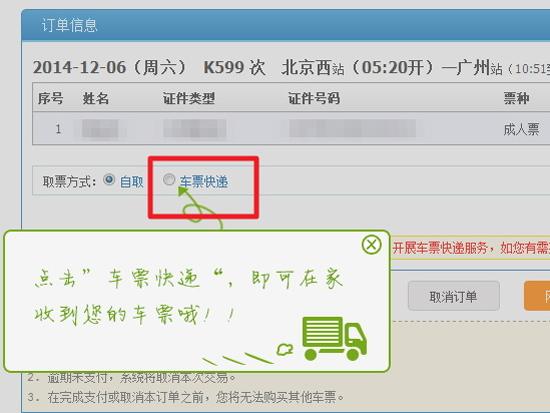 订单信息
2014-12-06（周六） K599 次 北京西站（05:20开）—广州站（10:51
序号 姓名 证件类型 证件号码 票种
1 成人票
取票方式： 自取 车票快递
点击”车票快递“，即可在家
收到您的车票哦！！
开展车票快递服务，如您有需
取消订单
2. 逾期未支付，系统将取消本次交易。
3. 在完成支付或取消本订单之前，您将无法购买其他车票。